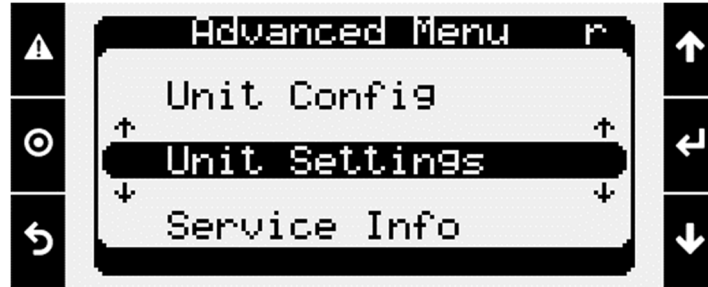 Advanced Menu r
Unit Config
Unit Settings
Service Info